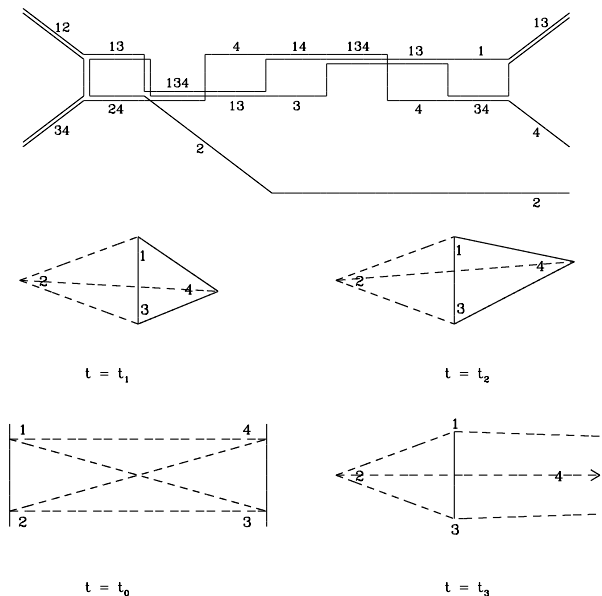 12 13 4 14 134 13 1 13
134
34 24 13 3 4 34 4
2
2
1 1
2 4 2 4
3 3
t = t₁ t = t₂
1 4 1
2 4
2 3 3
t = t₀ t = t₃